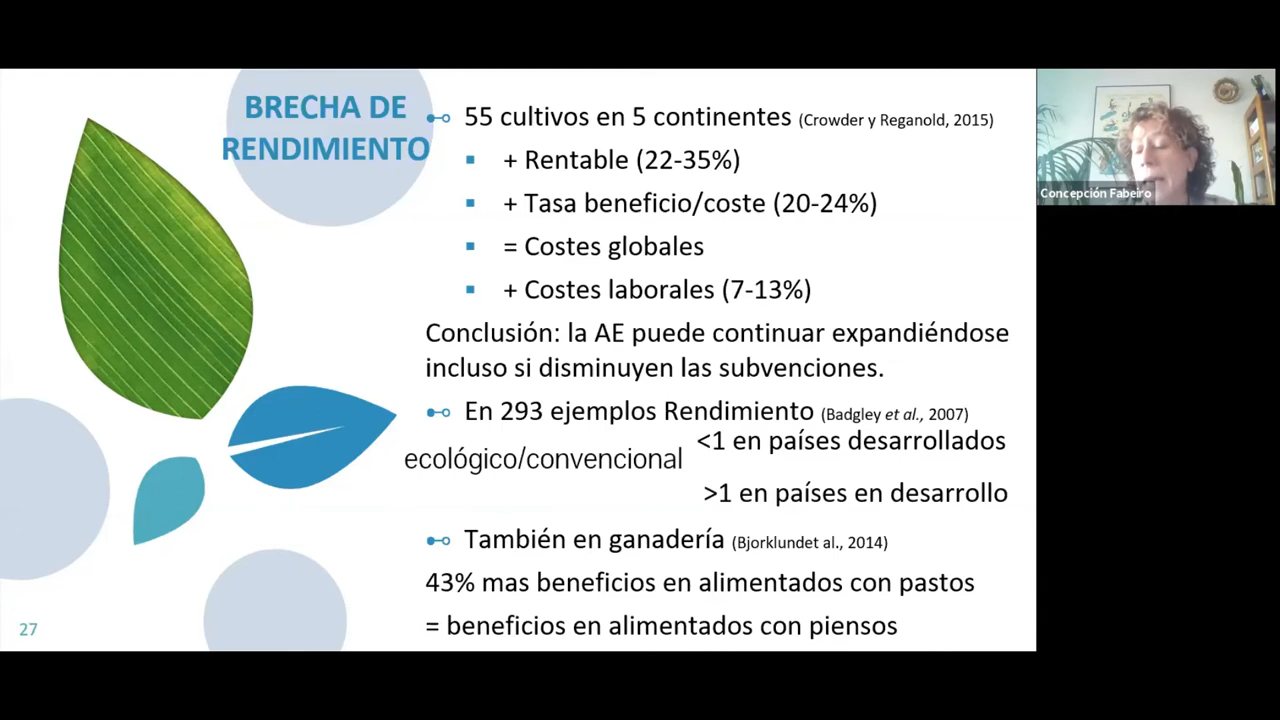 BRECHA DE
RENDIMIENTO
55 cultivos en 5 continentes (Crowder y Reganold, 2015)
+ Rentable (22-35%)
+ Tasa beneficio/coste (20-24%)
= Costes globales
+ Costes laborales (7-13%)
Conclusión: la AE puede continuar expandiéndose
incluso si disminuyen las subvenciones.
En 293 ejemplos Rendimiento (Badgley et al., 2007)
<1 en países desarrollados
ecológico/convencional
>1 en países en desarrollo
También en ganadería (Bjorklundet al., 2014)
43% mas beneficios en alimentados con pastos
= beneficios en alimentados con piensos
27
Concepción Fabeiro